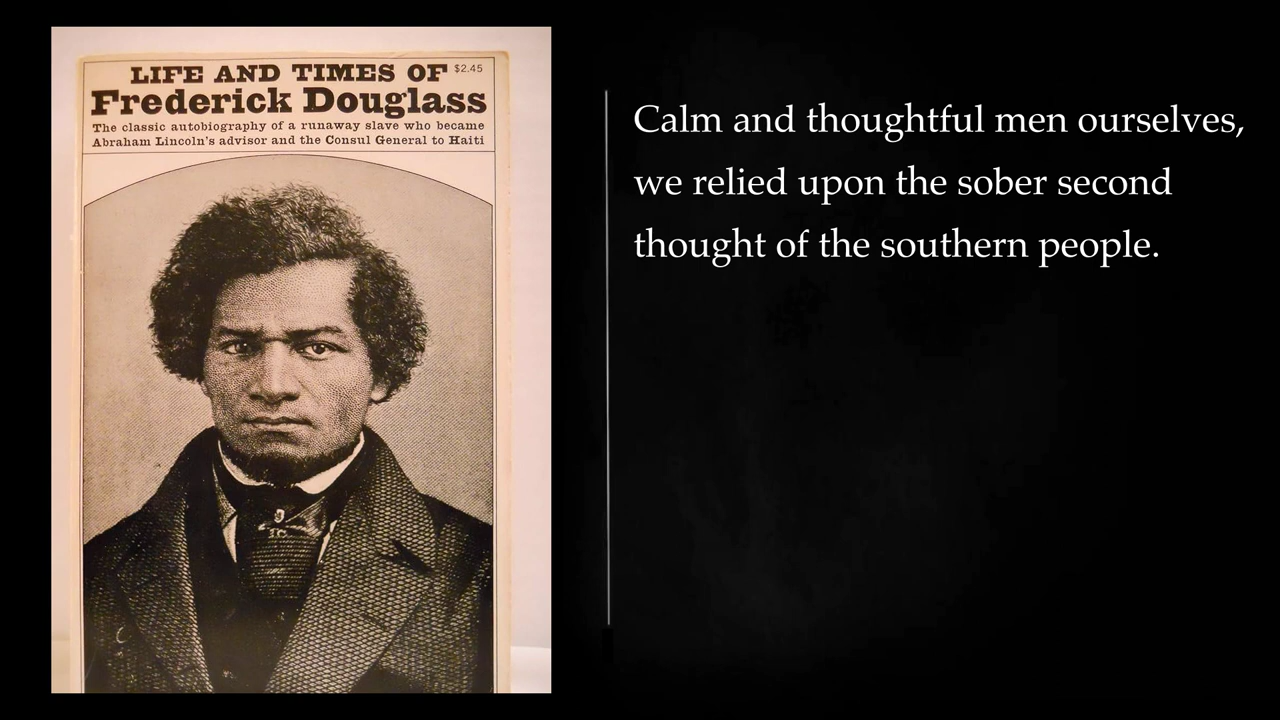 LIFE AND TIMES OF $2.45
Frederick Douglass
The classic autobiography of a runaway slave who became
Abraham Lincoln's advisor and the Consul General to Haiti
Calm and thoughtful men ourselves,
we relied upon the sober second
thought of the southern people.